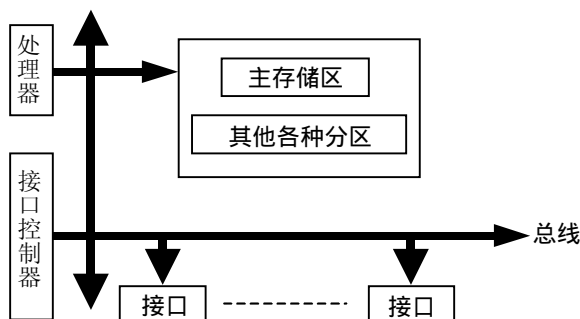 处理器
主存储区
其他各种分区
接口控制器
总线
接口
接口